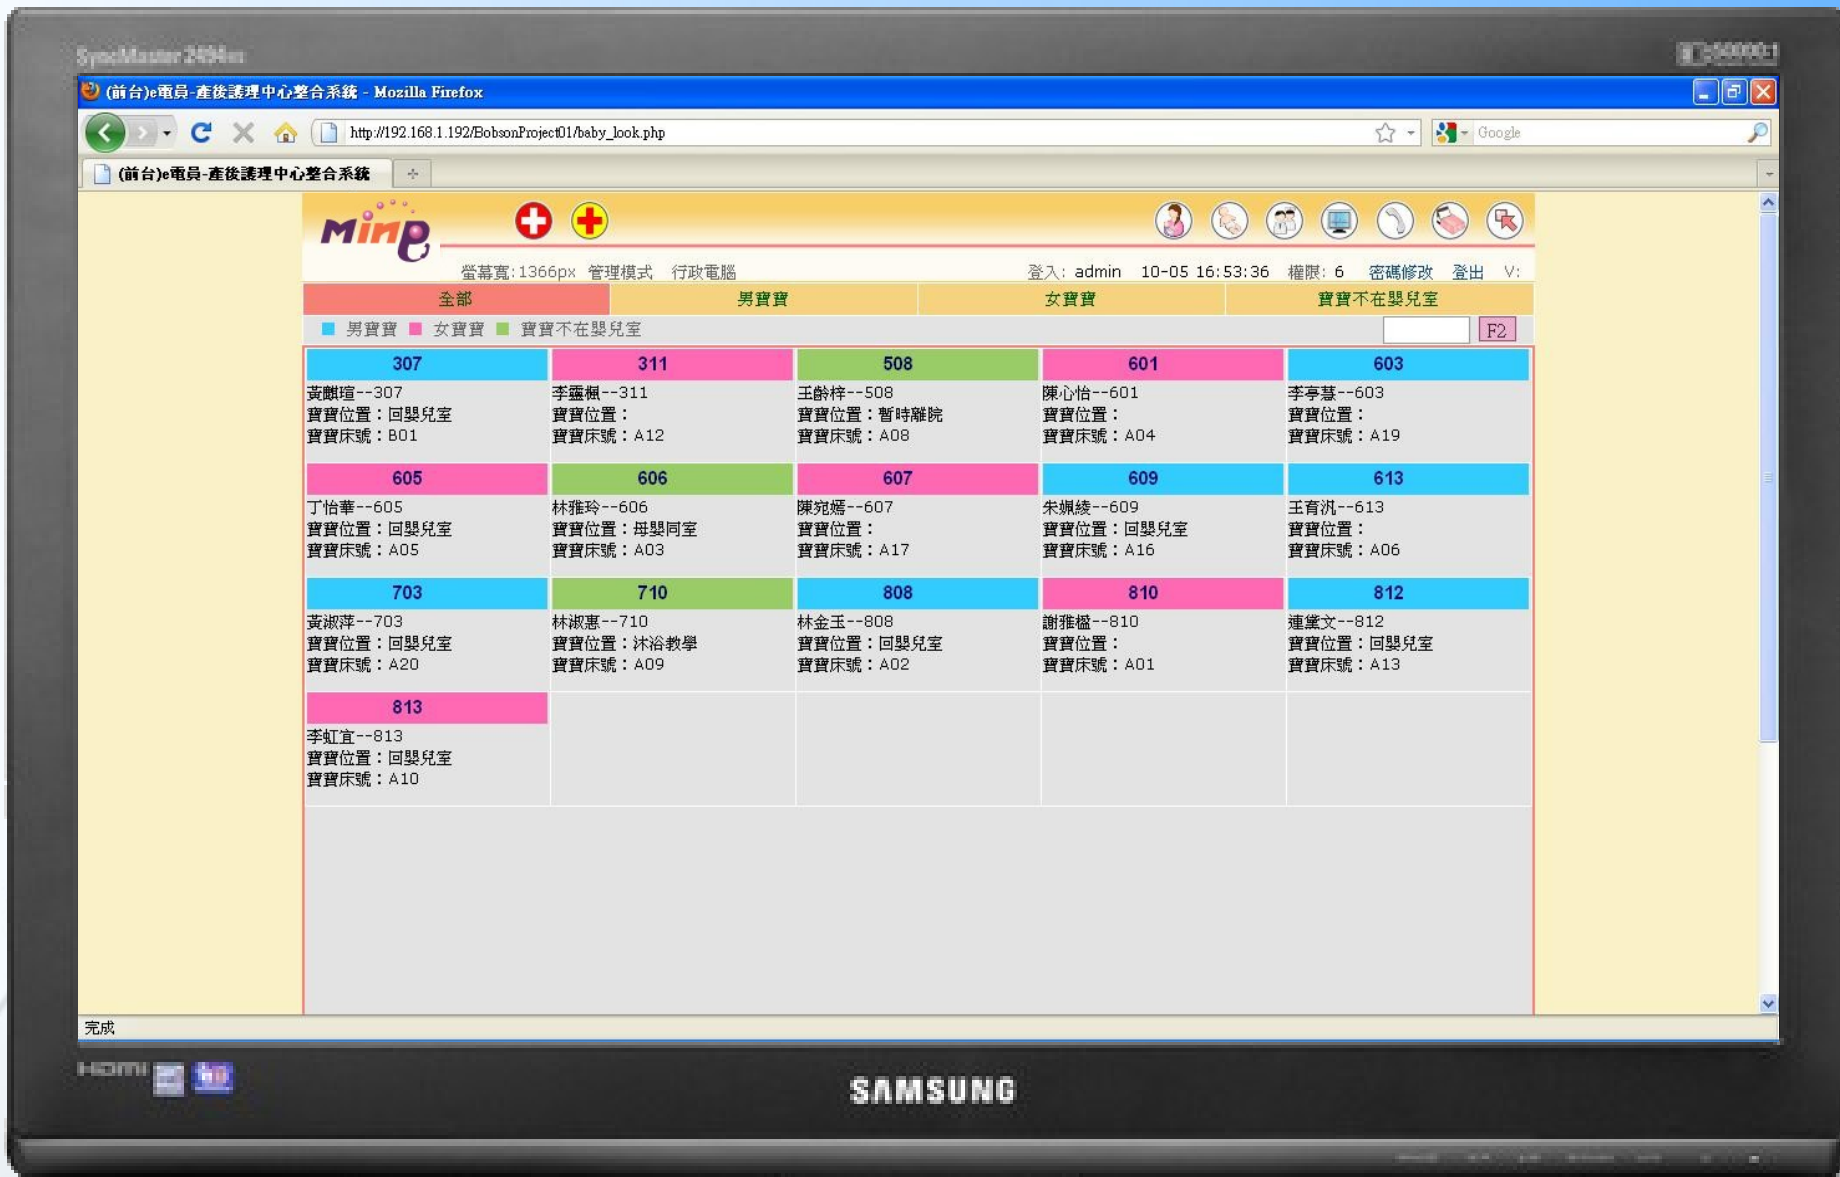 SyncMaster 2494
(前台)e電員-產後護理中心整合系統 - Mozilla Firefox
http://192.168.1.192/BobsonProject01/baby_look.php
Google
(前台)e電員-產後護理中心整合系統
Minp
螢幕寬:1366px 管理模式 行政電腦 登入: admin 10-05 16:53:36 權限: 6 密碼修改 登出 V:
全部 男寶寶 女寶寶 寶寶不在嬰兒室
男寶寶 女寶寶 寶寶不在嬰兒室 F2
307 311 508 601 603
黃麒瑄--307 李靈楓--311 王齡梓--508 陳心怡--601 李亭慧--603
寶寶位置：回嬰兒室 寶寶位置： 寶寶位置：暫時離院 寶寶位置： 寶寶位置：
寶寶床號：B01 寶寶床號：A12 寶寶床號：A08 寶寶床號：A04 寶寶床號：A19
605 606 607 609 613
丁怡華--605 林雅玲--606 陳宛嬨--607 朱姵綾--609 王育淇--613
寶寶位置：回嬰兒室 寶寶位置：母嬰同室 寶寶位置： 寶寶位置：回嬰兒室 寶寶位置：
寶寶床號：A05 寶寶床號：A03 寶寶床號：A17 寶寶床號：A16 寶寶床號：A06
703 710 808 810 812
黃淑萍--703 林淑惠--710 林金玉--808 謝雅楹--810 連黛文--812
寶寶位置：回嬰兒室 寶寶位置：沐浴教學 寶寶位置：回嬰兒室 寶寶位置： 寶寶位置：回嬰兒室
寶寶床號：A20 寶寶床號：A09 寶寶床號：A02 寶寶床號：A01 寶寶床號：A13
813
李虹宜--813
寶寶位置：回嬰兒室
寶寶床號：A10
完成
HDMI
SAMSUNG